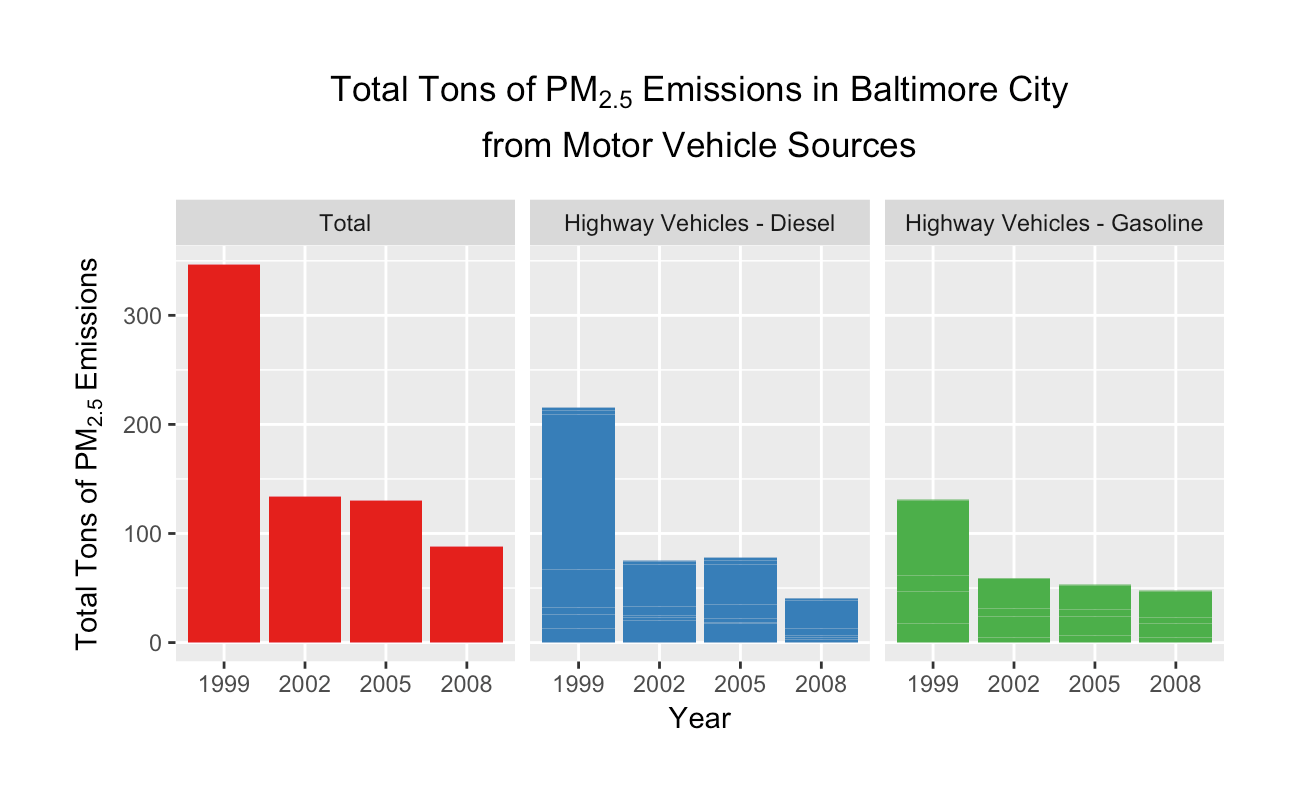 Total Tons of PM2.5 Emissions in Baltimore City
from Motor Vehicle Sources
Total
Highway Vehicles - Diesel
Highway Vehicles - Gasoline
Total Tons of PM2.5 Emissions
300
200
100
0
1999 2002 2005 2008
1999 2002 2005 2008
1999 2002 2005 2008
Year